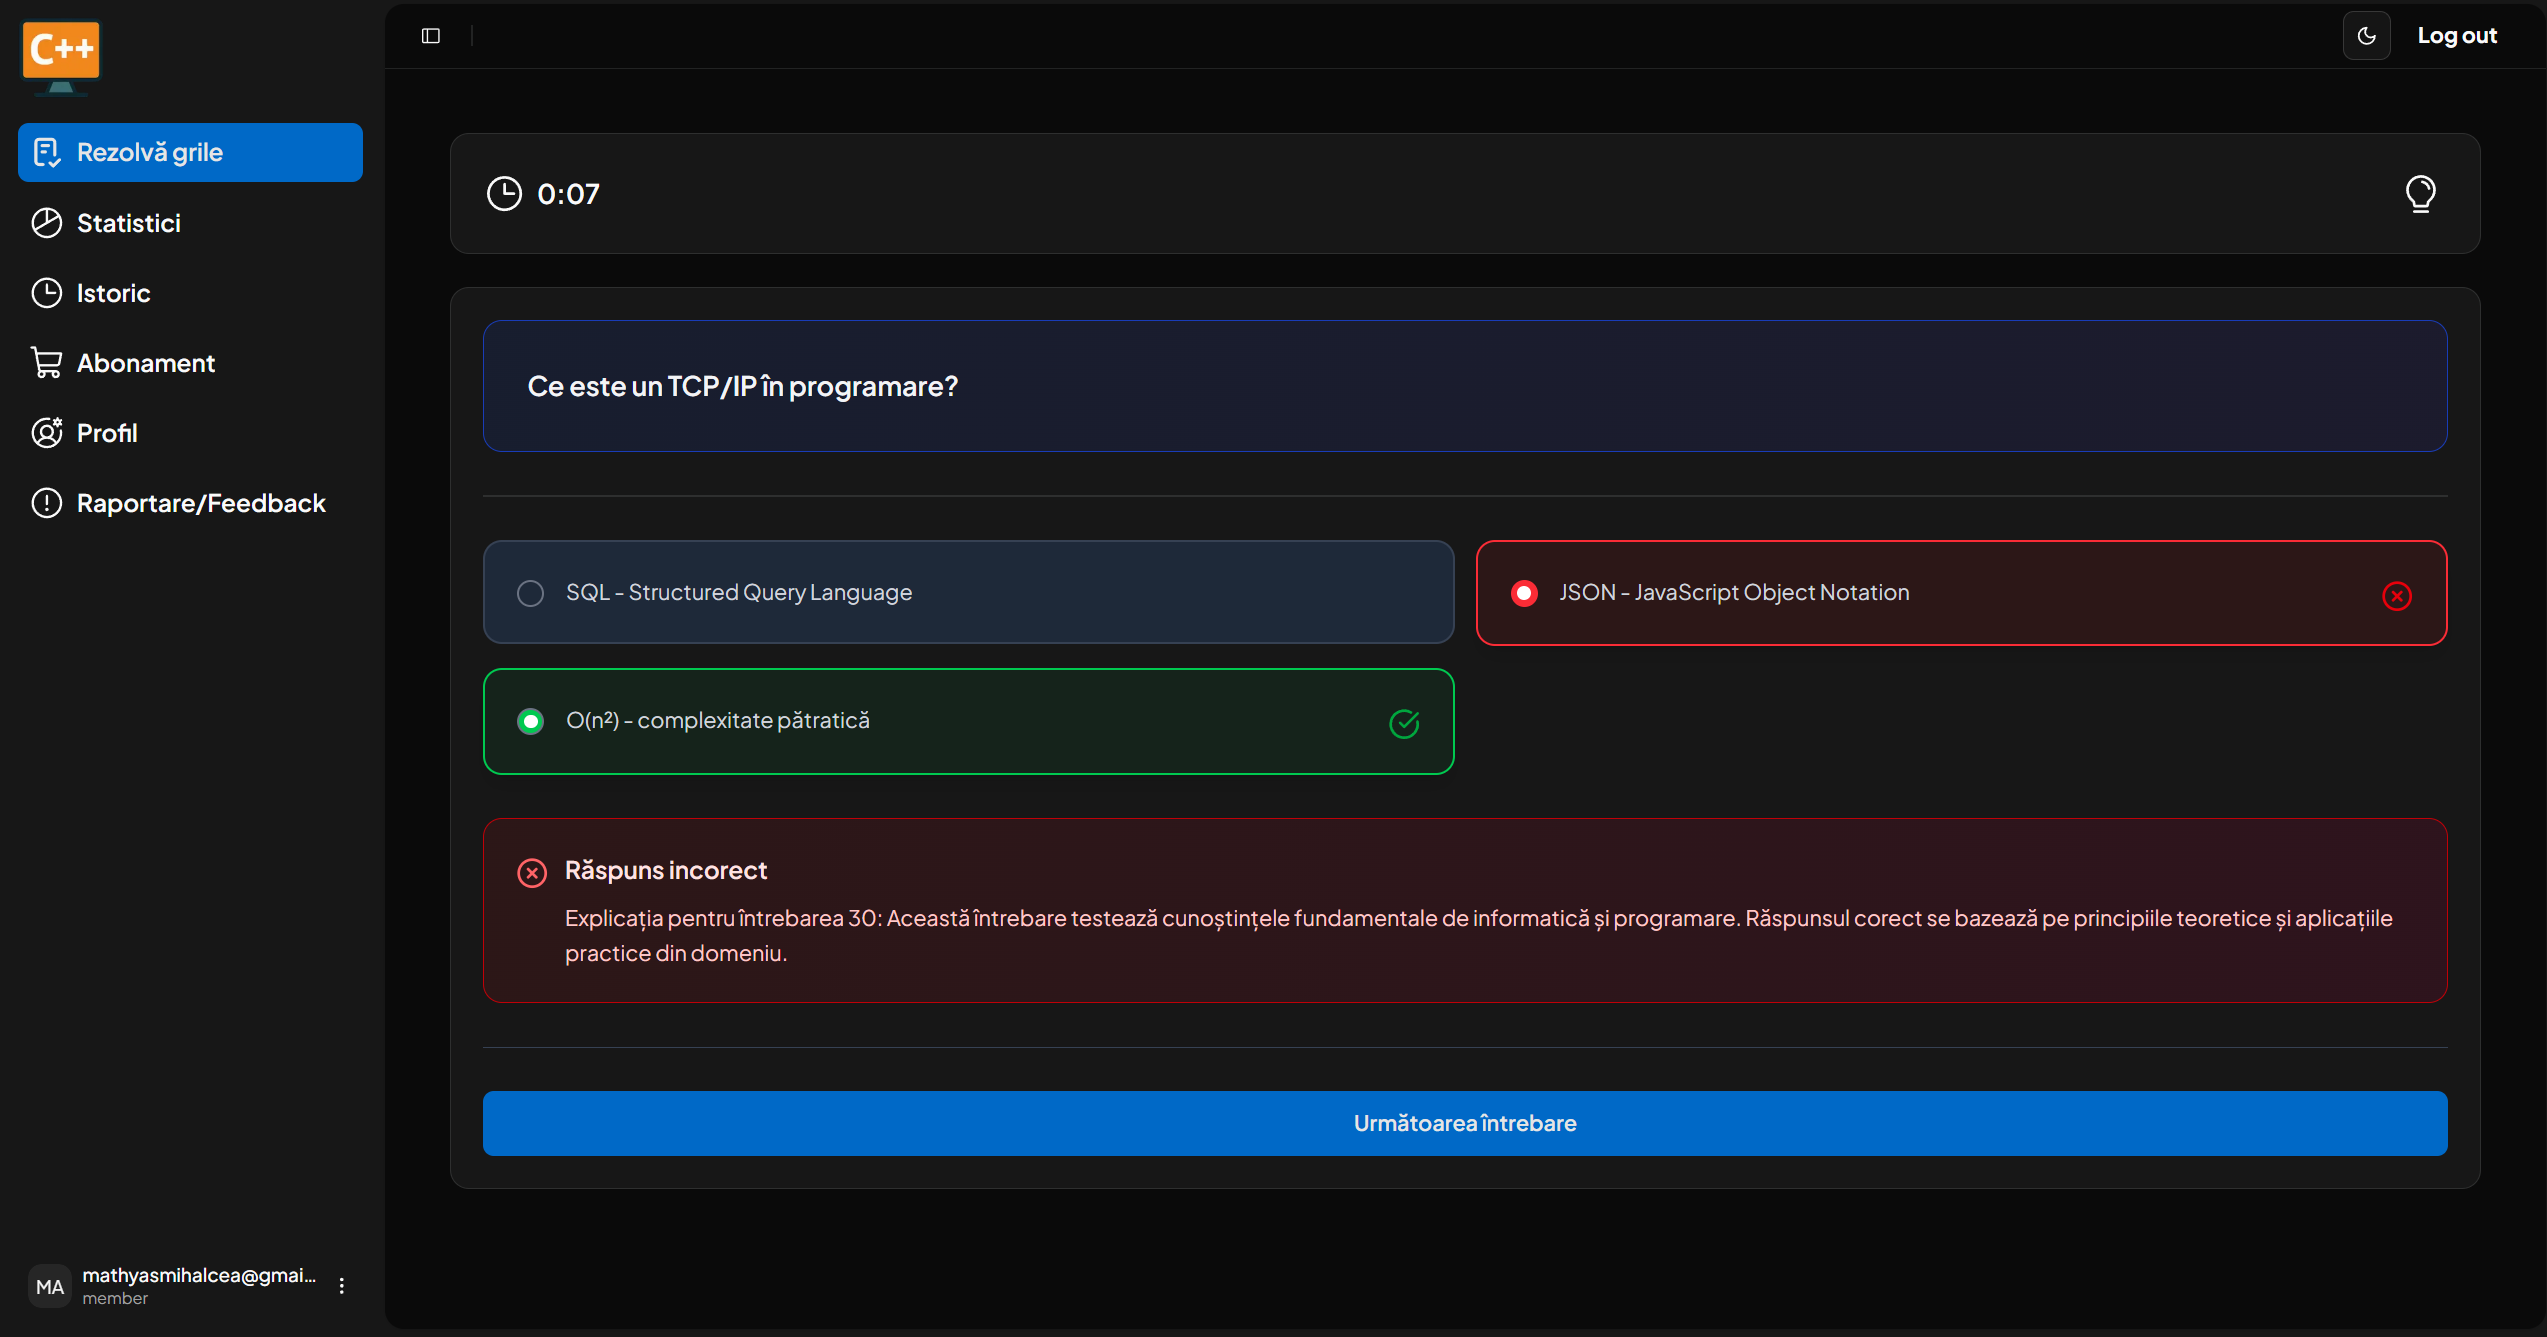 C++
Rezolvă grile
Statistici
Istoric
Abonament
Profil
Raportare/Feedback
MA
mathyasmihalcea@gmai...
member
Log out
0:07
Ce este un TCP/IP în programare?
SQL - Structured Query Language
JSON - JavaScript Object Notation
O(n²) - complexitate pătratică
Răspuns incorect
Explicația pentru întrebarea 30: Această întrebare testează cunoștințele fundamentale de informatică și programare. Răspunsul corect se bazează pe principiile teoretice și aplicațiile
practice din domeniu.
Următoarea întrebare